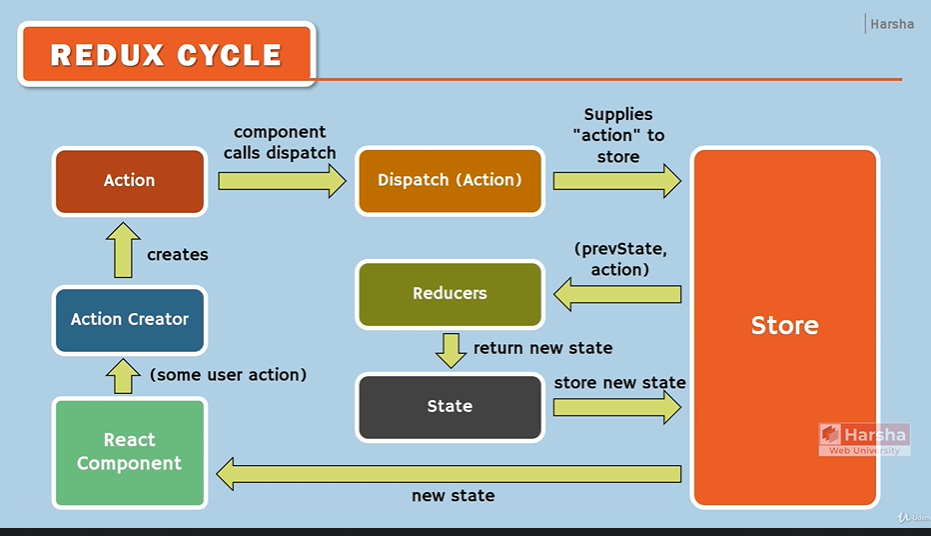 Harsha
REDUX CYCLE
component
calls dispatch
Supplies
"action" to
store
Action
Dispatch (Action)
creates
(prevState,
action)
Reducers
Action Creator
Store
return new state
(some user action)
store new state
State
React
Component
Harsha
Web University
new state
Udemy